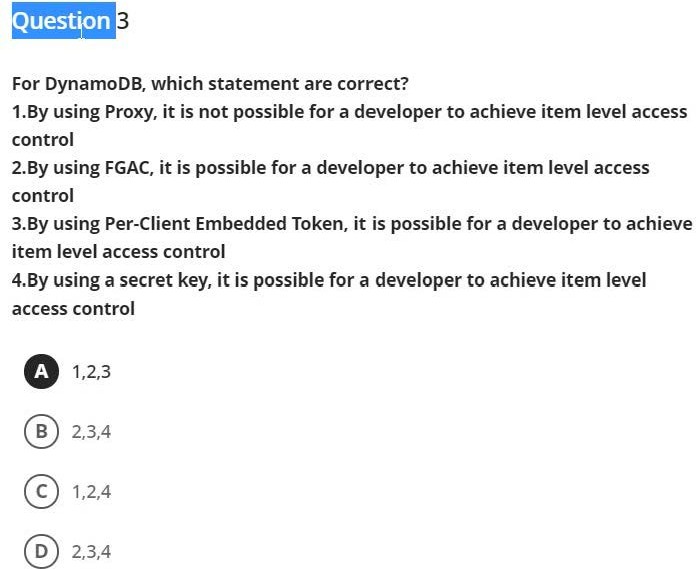 Question 3
For DynamoDB, which statement are correct?
1.By using Proxy, it is not possible for a developer to achieve item level access
control
2.By using FGAC, it is possible for a developer to achieve item level access
control
3.By using Per-Client Embedded Token, it is possible for a developer to achieve
item level access control
4.By using a secret key, it is possible for a developer to achieve item level
access control
A 1,2,3
B 2,3,4
C 1,2,4
D 2,3,4